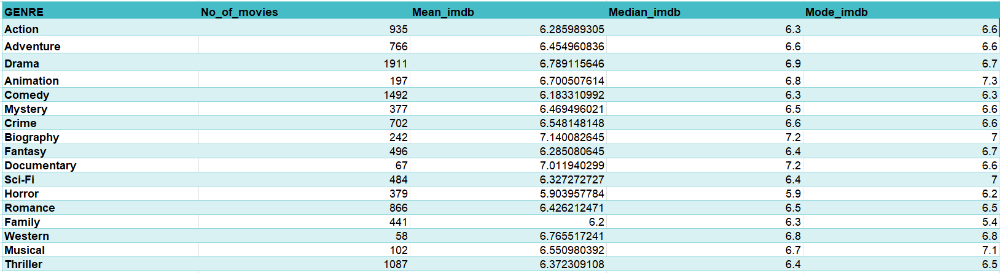 GENRE No_of_movies Mean_imdb Median_imdb Mode_imdb
Action 935 6.285989305 6.3 6.6
Adventure 766 6.454960836 6.6 6.6
Drama 1911 6.789115646 6.9 6.7
Animation 197 6.700507614 6.8 7.3
Comedy 1492 6.183310992 6.3 6.3
Mystery 377 6.469496021 6.5 6.6
Crime 702 6.548148148 6.6 6.6
Biography 242 7.140082645 7.2 7
Fantasy 496 6.285080645 6.4 6.7
Documentary 67 7.011940299 7.2 6.6
Sci-Fi 484 6.327272727 6.4 7
Horror 379 5.903957784 5.9 6.2
Romance 866 6.426212471 6.5 6.5
Family 441 6.2 6.3 5.4
Western 58 6.765517241 6.8 6.8
Musical 102 6.550980392 6.7 7.1
Thriller 1087 6.372309108 6.4 6.5